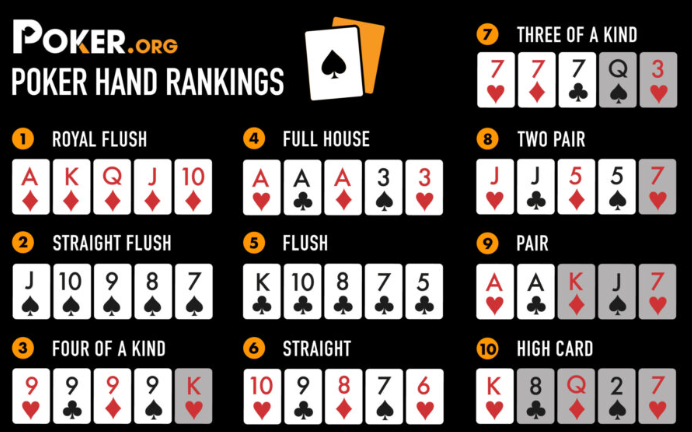 POKER.ORG
POKER HAND RANKINGS
1 ROYAL FLUSH
A K Q J 10
2 STRAIGHT FLUSH
J 10 9 8 7
3 FOUR OF A KIND
9 9 9 9 K
4 FULL HOUSE
A A A 3 3
5 FLUSH
K 10 8 7 5
6 STRAIGHT
10 9 8 7 6
7 THREE OF A KIND
7 7 7 Q 3
8 TWO PAIR
J J 5 5 7
9 PAIR
A A K J 7
10 HIGH CARD
K 8 Q 2 7